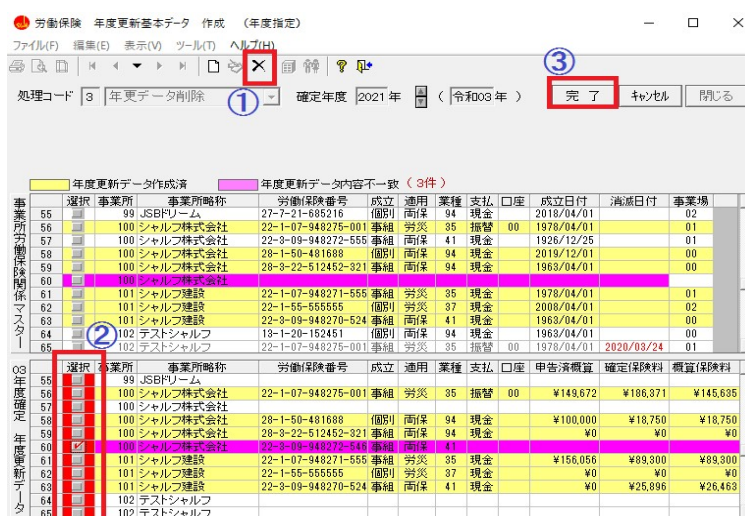 労働保険 年度更新基本データ 作成 （年度指定）
ファイル(F) 編集(E) 表示(V) ツール(T) ヘルプ(H)
① ② ③
処理コード 3 年更データ削除 確定年度 2021 年 ( 令和03 年 ) 完 了 キャンセル 閉じる
年度更新データ作成済 年度更新データ内容不一致 （3件）
事業所労働保険関係マスター
選択 事業所 事業所略称 労働保険番号 成立 適用 業種 支払 口座 成立日付 消滅日付 事業場
55 99 JSBドリーム 27-7-21-685216 個別 両保 94 現金 2018/04/01 02
56 100 シャルフ株式会社 22-1-07-948275-001 事組 労災 35 振替 00 1978/04/01 01
57 100 シャルフ株式会社 22-3-09-948272-555 事組 両保 41 現金 1926/12/25 01
58 100 シャルフ株式会社 28-1-50-481688 個別 両保 94 現金 2019/12/01 00
59 100 シャルフ株式会社 28-3-22-512452-321 事組 両保 94 現金 1963/04/01 00
60 100 シャルフ株式会社
61 101 シャルフ建設 22-1-07-948271-555 事組 労災 35 現金 1978/04/01 01
62 101 シャルフ建設 22-1-55-555555 個別 労災 37 現金 2008/04/01 02
63 101 シャルフ建設 22-3-09-948270-524 事組 両保 41 現金 1963/04/01 00
64 102 テストシャルフ 13-1-20-152451 個別 両保 94 現金 1963/04/01 00
65 102 テストシャルフ 22-1-07-948275-001 事組 労災 35 振替 00 1978/04/01 2020/03/24 01
03年度確定 年度更新データ
選択 事業所 事業所略称 労働保険番号 成立 適用 業種 支払 口座 申告済概算 確定保険料 概算保険料
55 99 JSBドリーム
56 100 シャルフ株式会社 22-1-07-948275-001 事組 労災 35 振替 00 ¥149,672 ¥186,371 ¥145,635
57 100 シャルフ株式会社
58 100 シャルフ株式会社 28-1-50-481688 個別 両保 94 現金 ¥100,000 ¥18,750 ¥18,750
59 100 シャルフ株式会社 28-3-22-512452-321 事組 両保 94 現金 ¥0 ¥0 ¥0
60 100 シャルフ株式会社 22-3-09-948272-546 事組 両保 41
61 101 シャルフ建設 22-1-07-948271-555 事組 労災 35 現金 ¥156,056 ¥89,300 ¥89,300
62 101 シャルフ建設 22-1-55-555555 個別 労災 37 現金 ¥0 ¥0 ¥0
63 101 シャルフ建設 22-3-09-948270-524 事組 両保 41 現金 ¥0 ¥25,896 ¥26,463
64 102 テストシャルフ
65 102 テストシャルフ